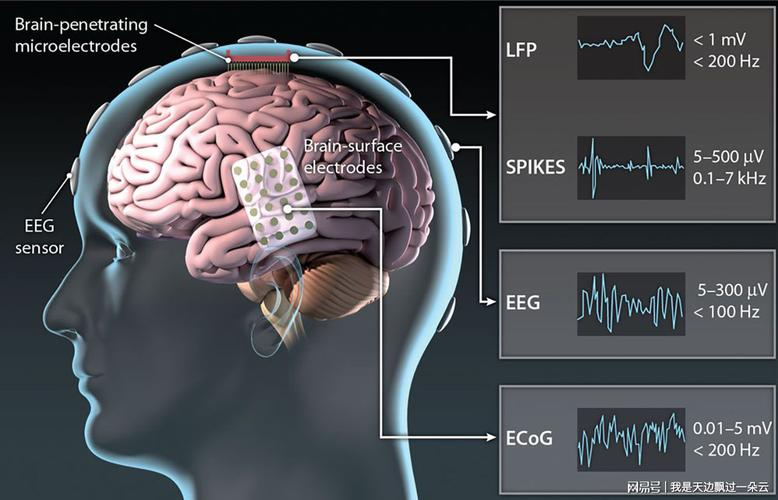 Brain-penetrating
microelectrodes
Brain-surface
electrodes
EEG
sensor
LFP
< 1 mV
< 200 Hz
SPIKES
5–500 μV
0.1–7 kHz
EEG
5–300 μV
< 100 Hz
ECoG
0.01–5 mV
< 200 Hz
网易号 | 我是天边飘过一朵云